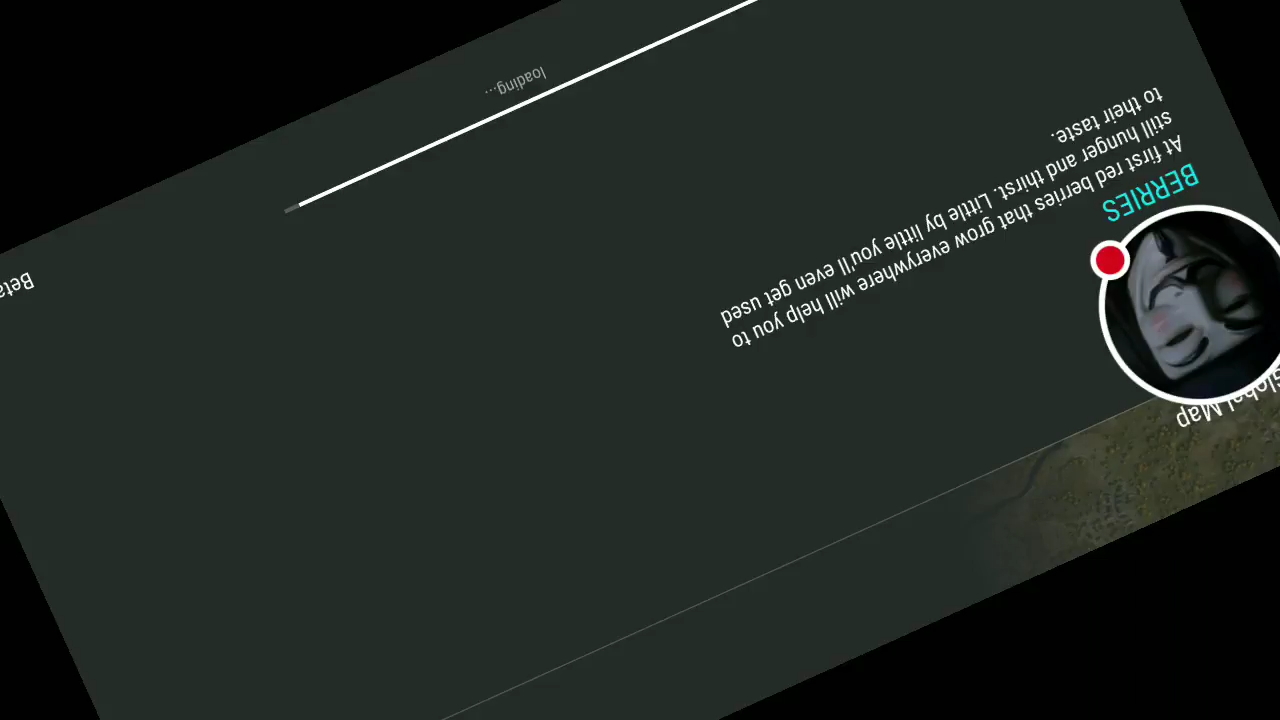 Global Map
BERRIES
At first red berries that grow everywhere will help you to
still hunger and thirst. Little by little you'll even get used
to their taste.
loading...
Beta